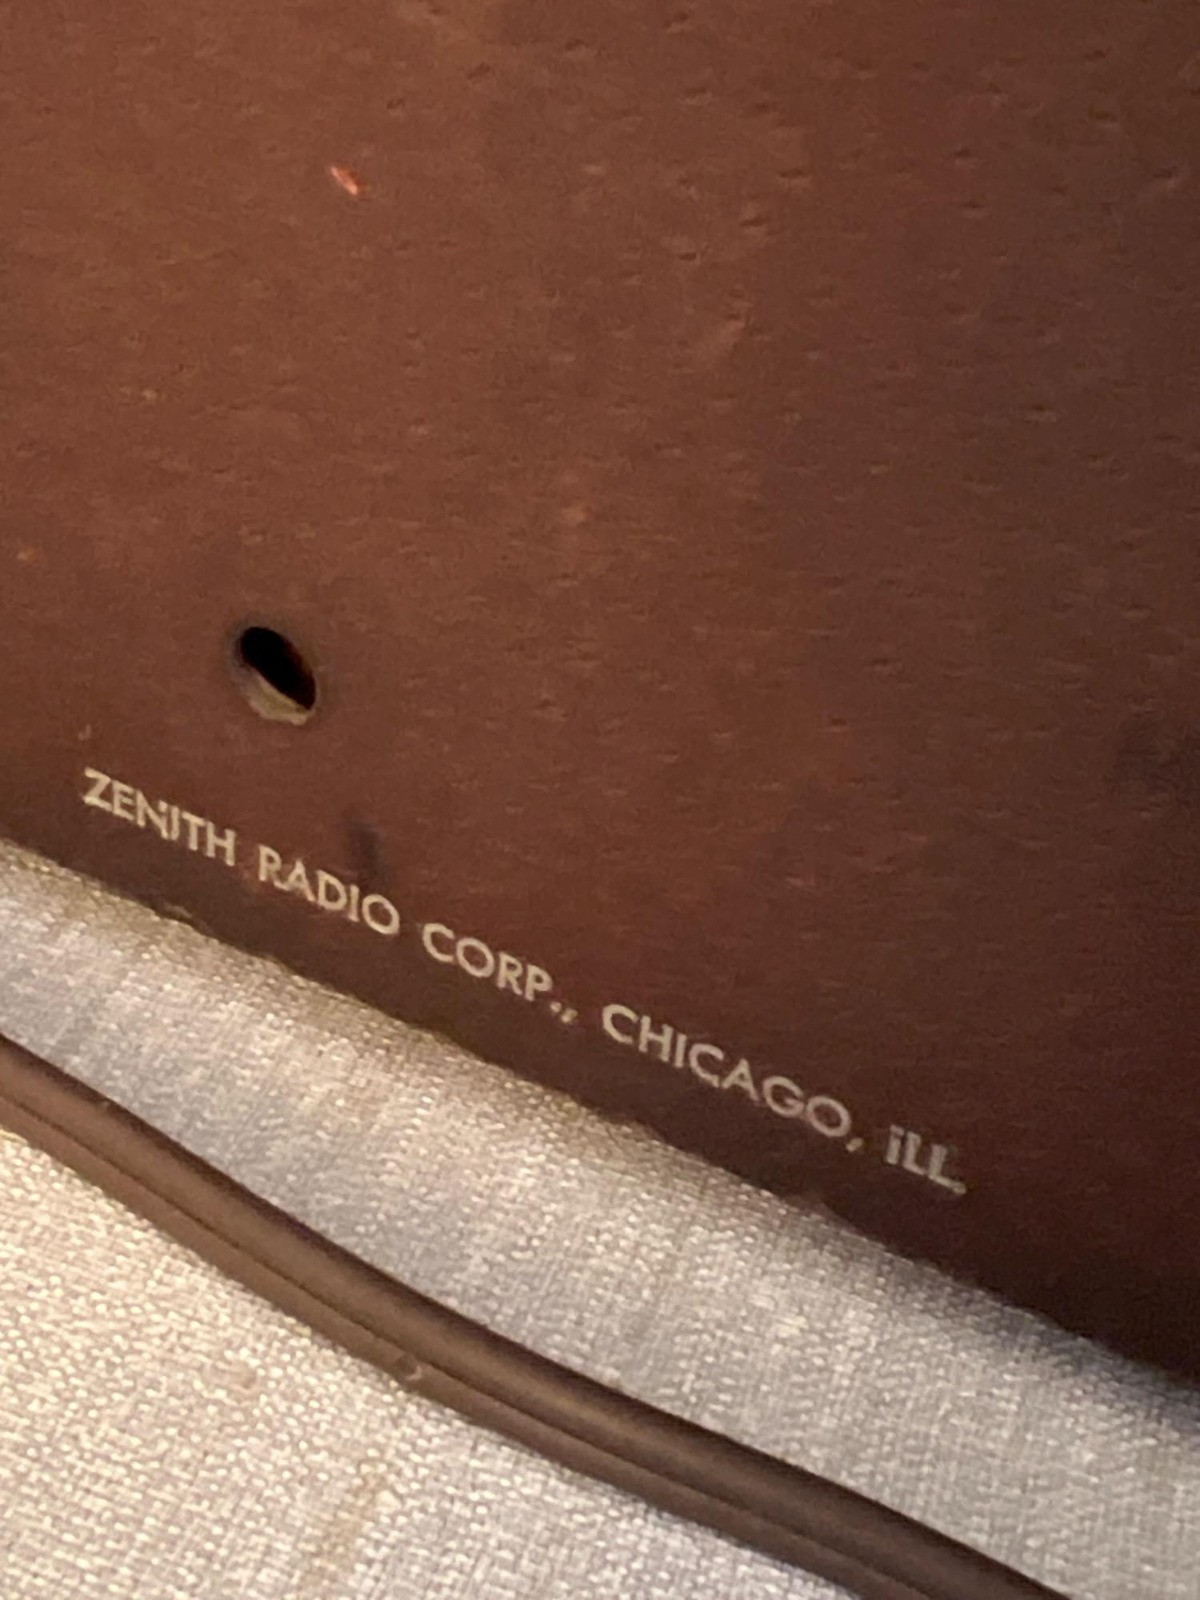 ZENITH RADIO CORP., CHICAGO, iLL.